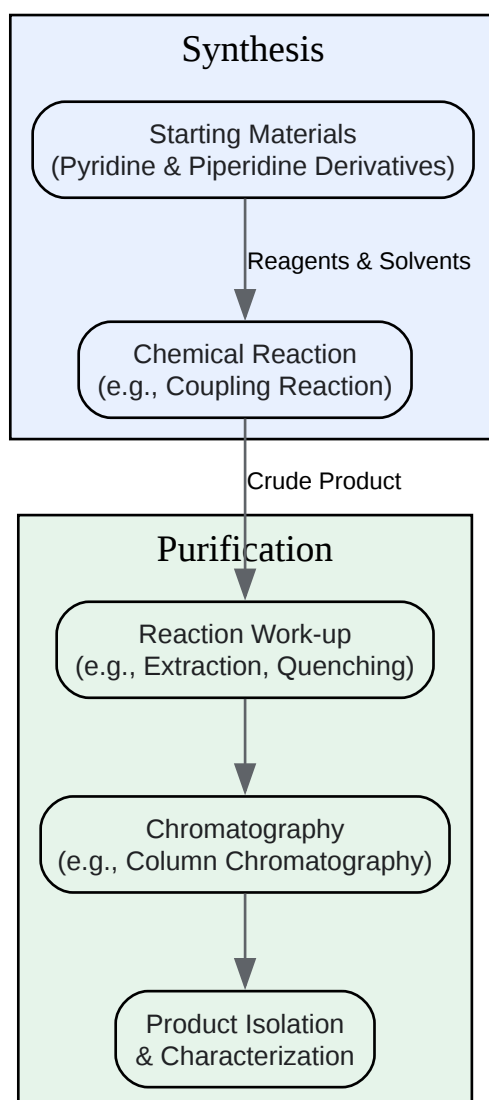 Synthesis
Starting Materials
(Pyridine & Piperidine Derivatives)
Reagents & Solvents
Chemical Reaction
(e.g., Coupling Reaction)
Crude Product
Purification
Reaction Work-up
(e.g., Extraction, Quenching)
Chromatography
(e.g., Column Chromatography)
Product Isolation
& Characterization